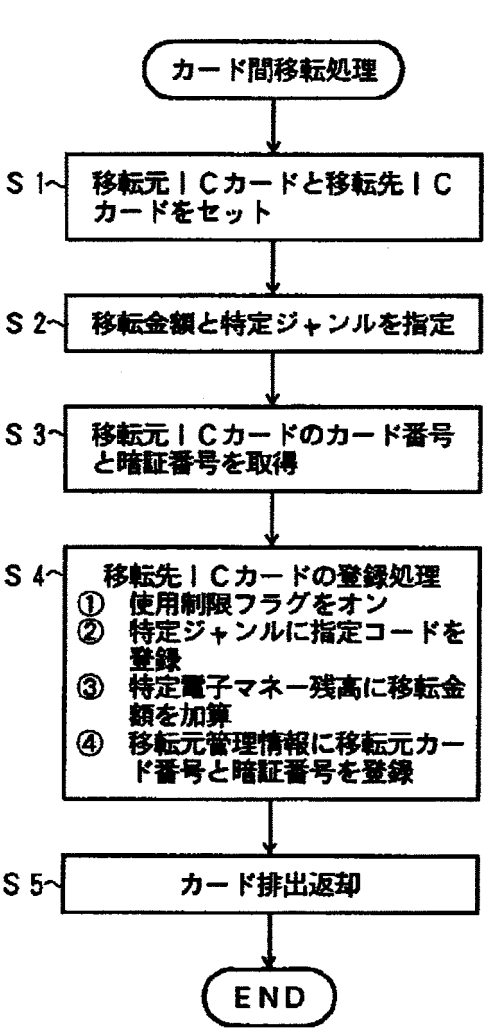 カード間移転処理
S1 移転元ICカードと移転先IC
カードをセット
S2 移転金額と特定ジャンルを指定
S3 移転元ICカードのカード番号
と暗証番号を取得
S4 移転先ICカードの登録処理
① 使用制限フラグをオン
② 特定ジャンルに指定コードを
登録
③ 特定電子マネー残高に移転金
額を加算
④ 移転元管理情報に移転元カー
ド番号と暗証番号を登録
S5 カード排出返却
END